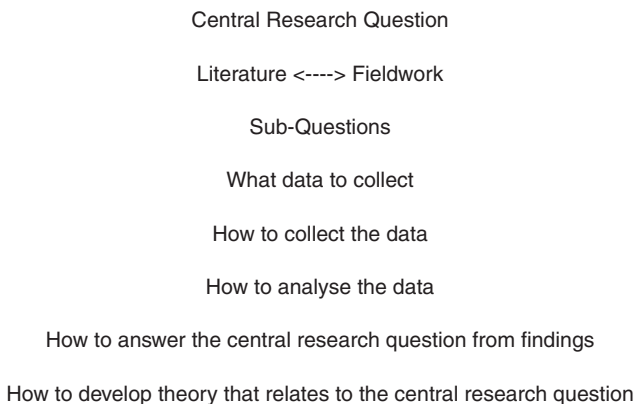 Central Research Question
Literature <----> Fieldwork
Sub-Questions
What data to collect
How to collect the data
How to analyse the data
How to answer the central research question from findings
How to develop theory that relates to the central research question